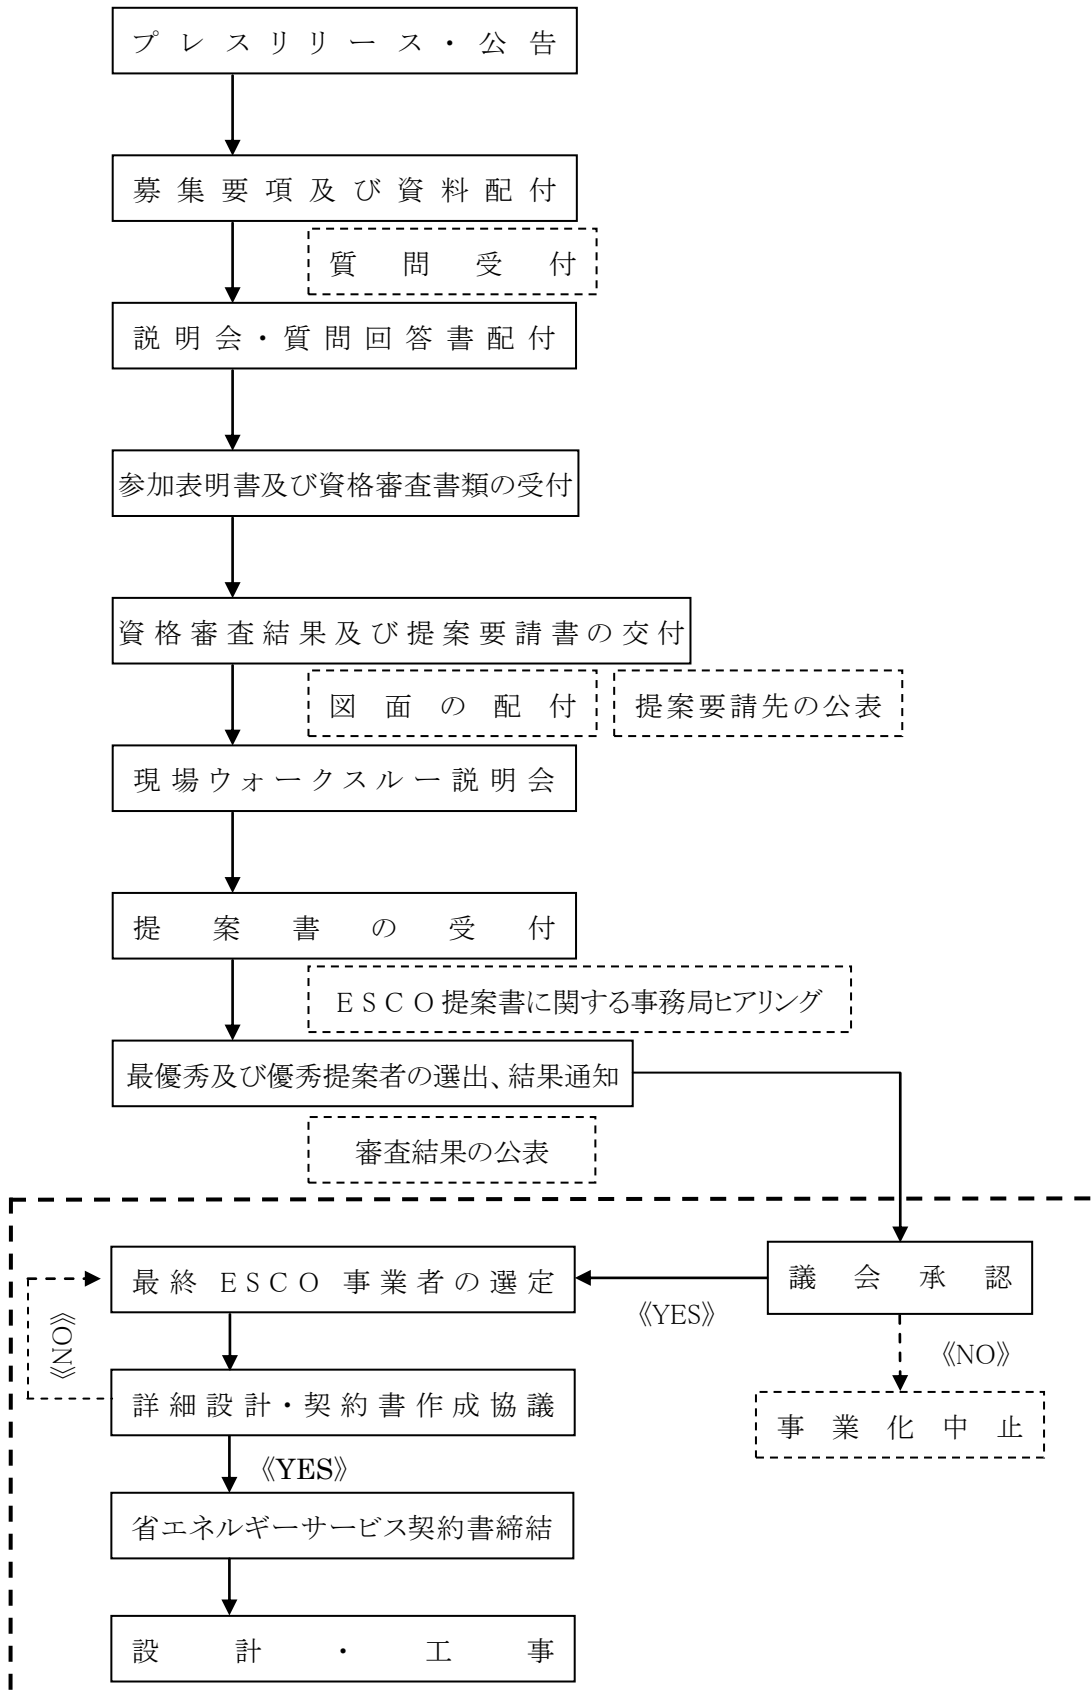 プレスリリース・公告
募集要項及び資料配付
質問受付
説明会・質問回答書配付
参加表明書及び資格審査書類の受付
資格審査結果及び提案要請書の交付
図面の配付 提案要請先の公表
現場ウォークスルー説明会
提案書の受付
ESCO提案書に関する事務局ヒアリング
最優秀及び優秀提案者の選出、結果通知
審査結果の公表
最終 ESCO 事業者の選定
議会承認
《YES》
《NO》
《NO》
詳細設計・契約書作成協議
事業化中止
《YES》
省エネルギーサービス契約書締結
設計・工事